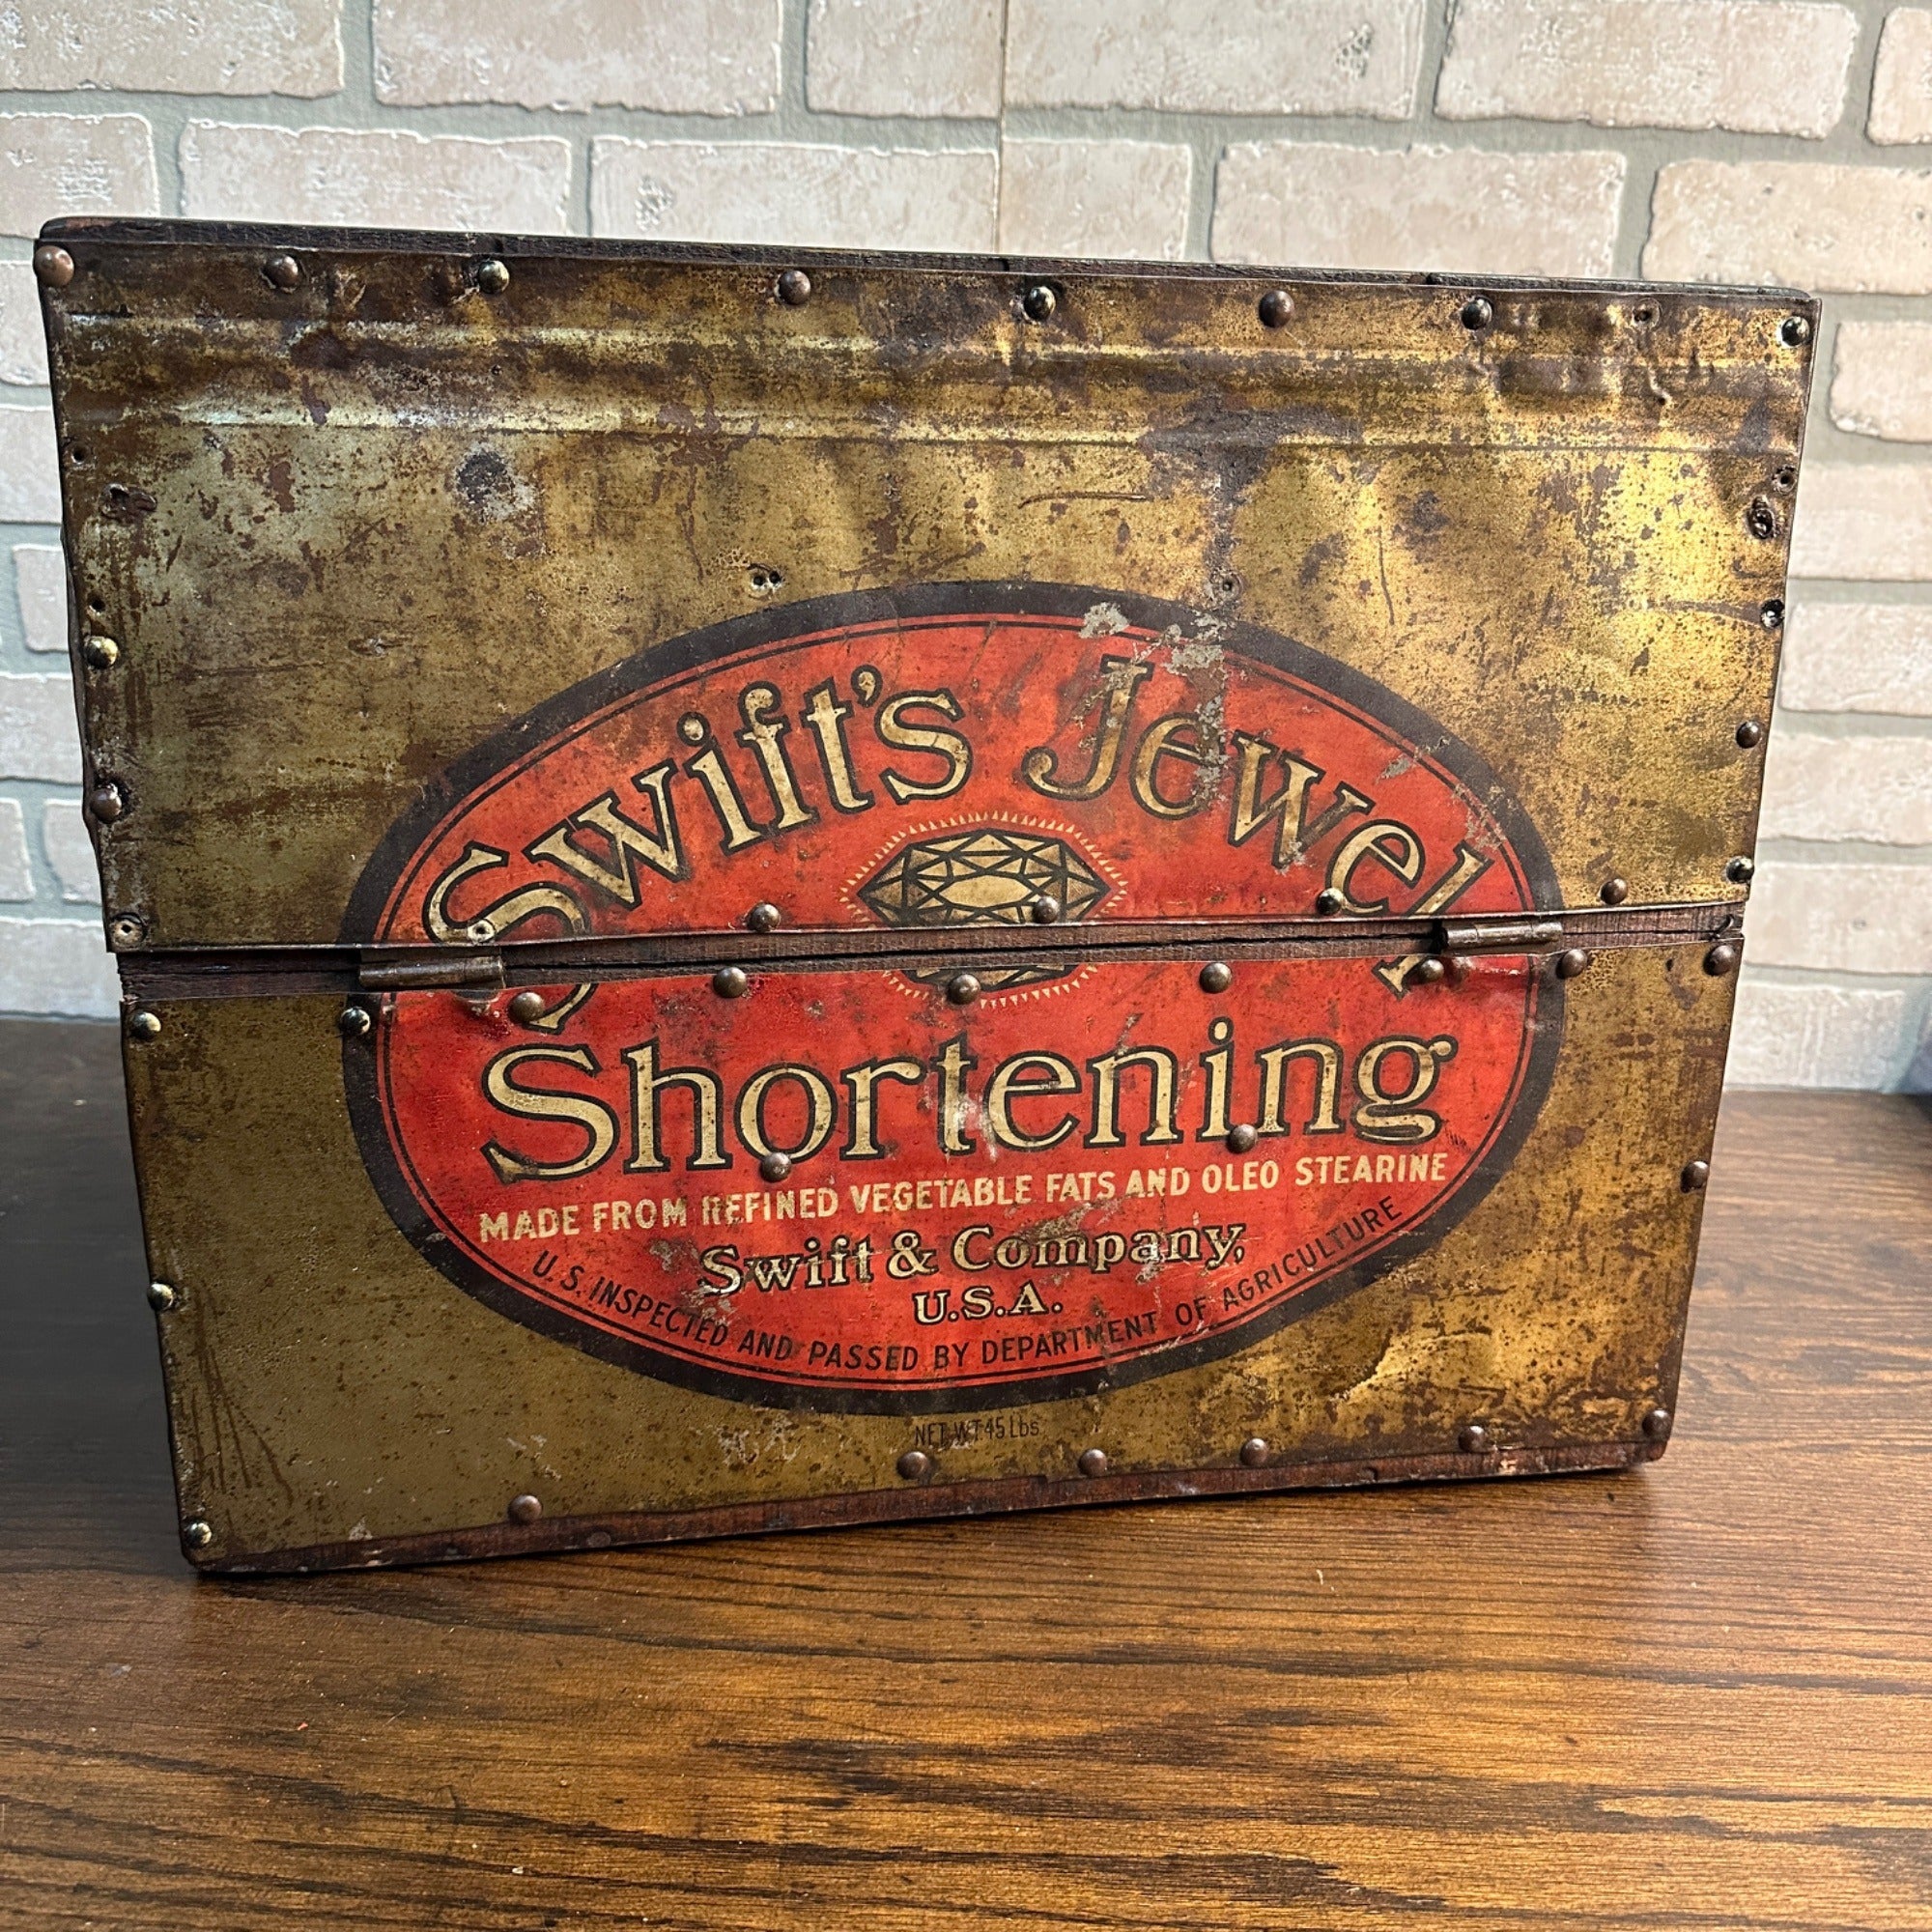 Swift's Jewel
Shortening
MADE FROM REFINED VEGETABLE FATS AND OLEO STEARINE
Swift & Company,
U.S.A.
U.S. INSPECTED AND PASSED BY DEPARTMENT OF AGRICULTURE
NET WT 45 Lbs